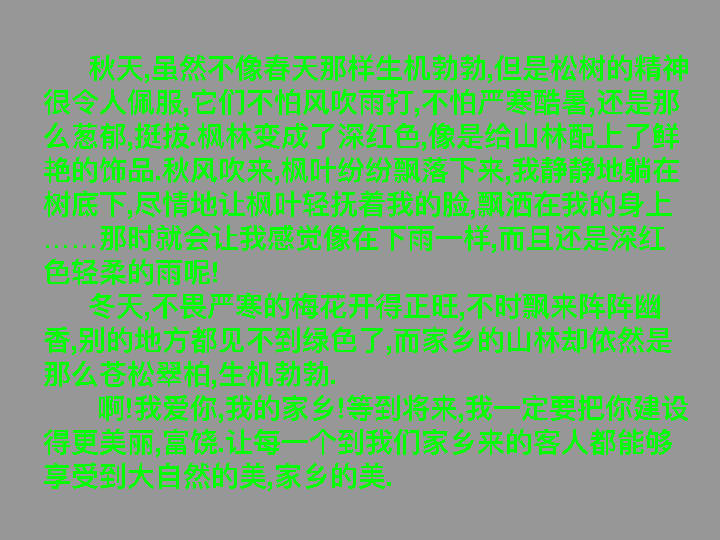 秋天,虽然不像春天那样生机勃勃,但是松树的精神
很令人佩服,它们不怕风吹雨打,不怕严寒酷暑,还是那
么葱郁,挺拔.枫林变成了深红色,像是给山林配上了鲜
艳的饰品.秋风吹来,枫叶纷纷飘落下来,我静静地躺在
树底下,尽情地让枫叶轻抚着我的脸,飘洒在我的身上
……那时就会让我感觉像在下雨一样,而且还是深红
色轻柔的雨呢!
冬天,不畏严寒的梅花开得正旺,不时飘来阵阵幽
香,别的地方都见不到绿色了,而家乡的山林却依然是
那么苍松翠柏,生机勃勃.
啊!我爱你,我的家乡!等到将来,我一定要把你建设
得更美丽,富饶.让每一个到我们家乡来的客人都能够
享受到大自然的美,家乡的美.